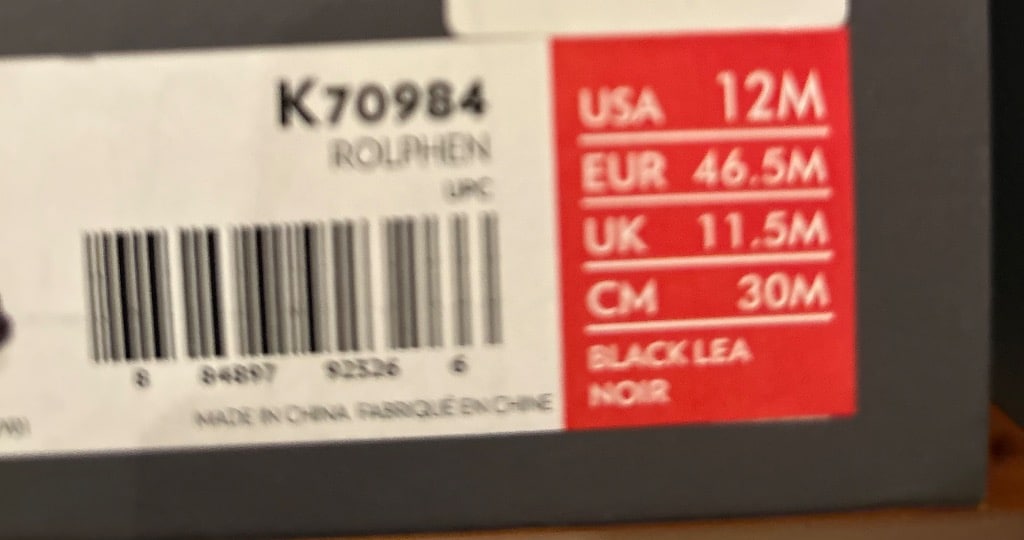 K70984
ROLPHEN
UPC
8 84897 92526 6
MADE IN CHINA FABRIQUÉ EN CHINE
USA 12M
EUR 46.5M
UK 11.5M
CM 30M
BLACK LEA
NOIR